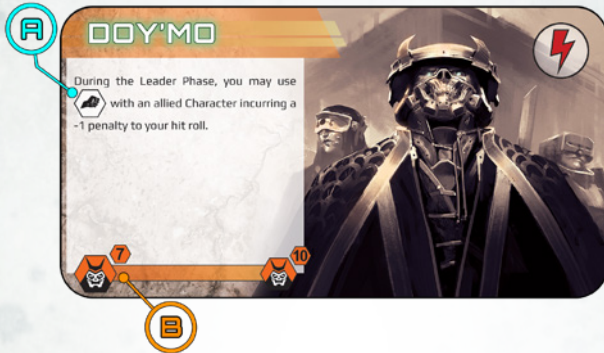 A
DOY'MO
During the Leader Phase, you may use
with an allied Character incurring a
-1 penalty to your hit roll.
7
10
B